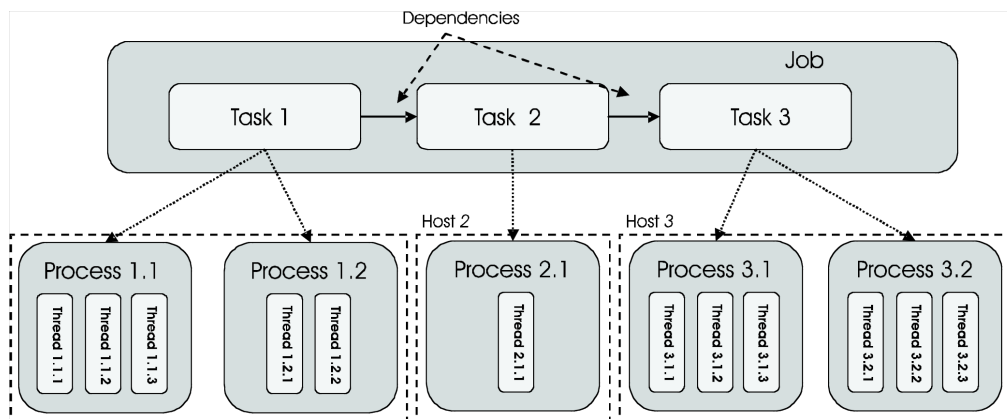 Dependencies
Job
Task 1
Task 2
Task 3
Host 2
Host 3
Process 1.1
Process 1.2
Process 2.1
Process 3.1
Process 3.2
Thread 1.1.1
Thread 1.1.2
Thread 1.1.3
Thread 1.2.1
Thread 1.2.2
Thread 2.1.1
Thread 3.1.1
Thread 3.1.2
Thread 3.1.3
Thread 3.2.1
Thread 3.2.2
Thread 3.2.3